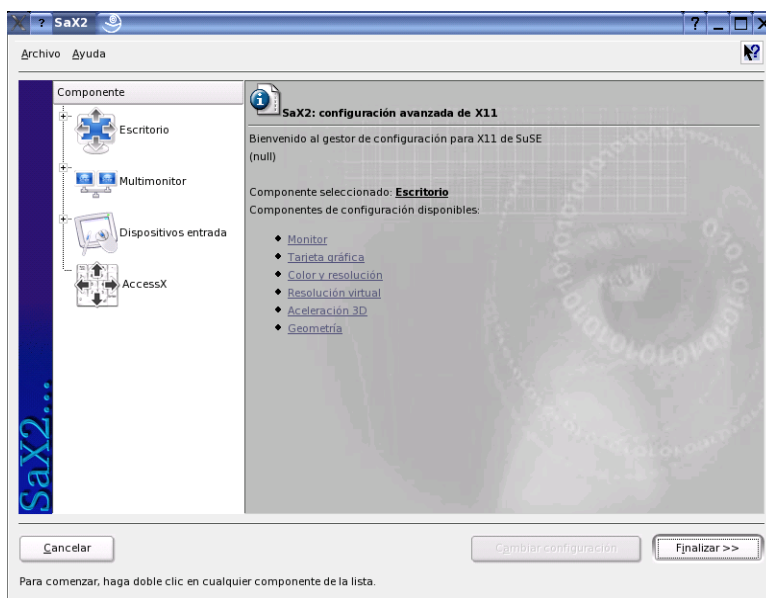 SaX2
Archivo Ayuda
Componente
Escritorio
Multimonitor
Dispositivos entrada
AccessX
SaX2...
SaX2: configuración avanzada de X11
Bienvenido al gestor de configuración para X11 de SuSE
(null)
Componente seleccionado: Escritorio
Componentes de configuración disponibles:
Monitor
Tarjeta gráfica
Color y resolución
Resolución virtual
Aceleración 3D
Geometría
Cancelar
Cambiar configuración
Finalizar >>
Para comenzar, haga doble clic en cualquier componente de la lista.